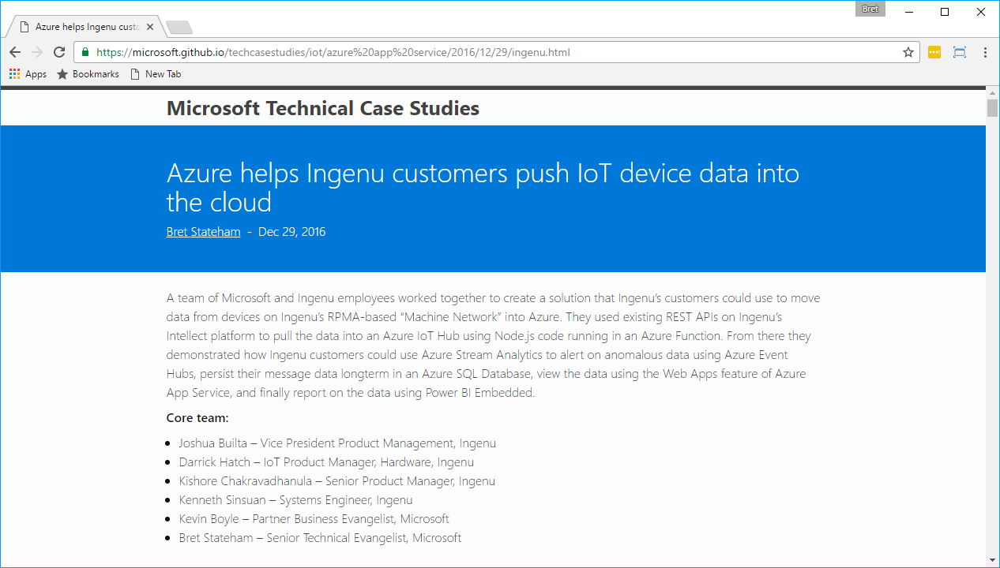 Bret
Azure helps Ingenu custo
https://microsoft.github.io/techcasestudies/iot/azure%20app%20service/2016/12/29/ingenu.html
Apps Bookmarks New Tab
Microsoft Technical Case Studies
Azure helps Ingenu customers push IoT device data into
the cloud
Bret Stateham - Dec 29, 2016
A team of Microsoft and Ingenu employees worked together to create a solution that Ingenu’s customers could use to move
data from devices on Ingenu’s RPMA-based “Machine Network” into Azure. They used existing REST APIs on Ingenu’s
Intellect platform to pull the data into an Azure IoT Hub using Node.js code running in an Azure Function. From there they
demonstrated how Ingenu customers could use Azure Stream Analytics to alert on anomalous data using Azure Event
Hubs, persist their message data longterm in an Azure SQL Database, view the data using the Web Apps feature of Azure
App Service, and finally report on the data using Power BI Embedded.
Core team:
Joshua Builta – Vice President Product Management, Ingenu
Darrick Hatch – IoT Product Manager, Hardware, Ingenu
Kishore Chakravadhanula – Senior Product Manager, Ingenu
Kenneth Sinsuan – Systems Engineer, Ingenu
Kevin Boyle – Partner Business Evangelist, Microsoft
Bret Stateham – Senior Technical Evangelist, Microsoft